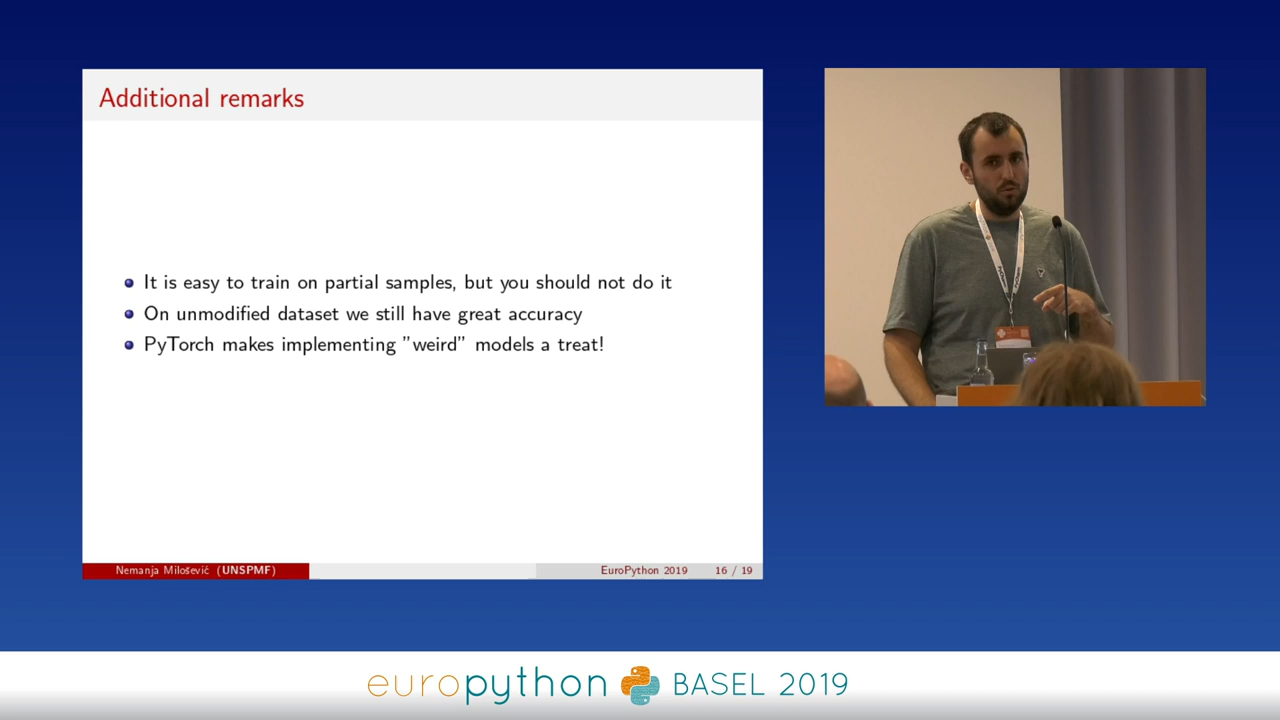 Additional remarks
It is easy to train on partial samples, but you should not do it
On unmodified dataset we still have great accuracy
PyTorch makes implementing "weird" models a treat!
Nemanja Milošević (UNSPMF)
EuroPython 2019 16 / 19
europython BASEL 2019